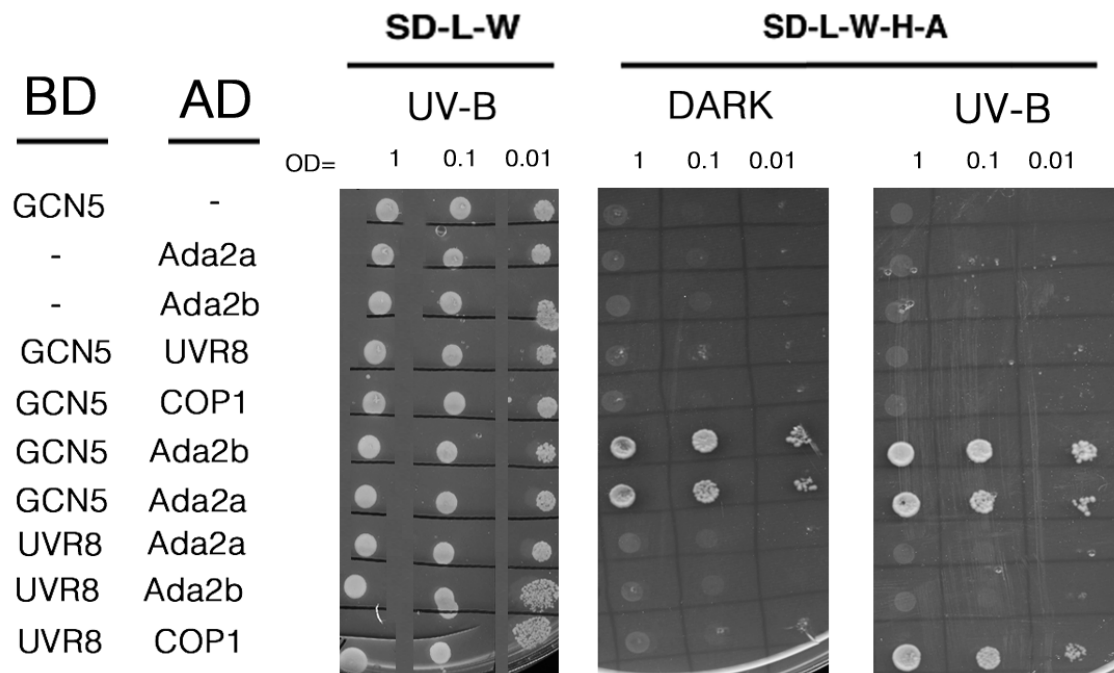 SD-L-W SD-L-W-H-A
BD AD UV-B DARK UV-B
OD= 1 0.1 0.01 1 0.1 0.01 1 0.1 0.01
GCN5 -
- Ada2a
- Ada2b
GCN5 UVR8
GCN5 COP1
GCN5 Ada2b
GCN5 Ada2a
UVR8 Ada2a
UVR8 Ada2b
UVR8 COP1